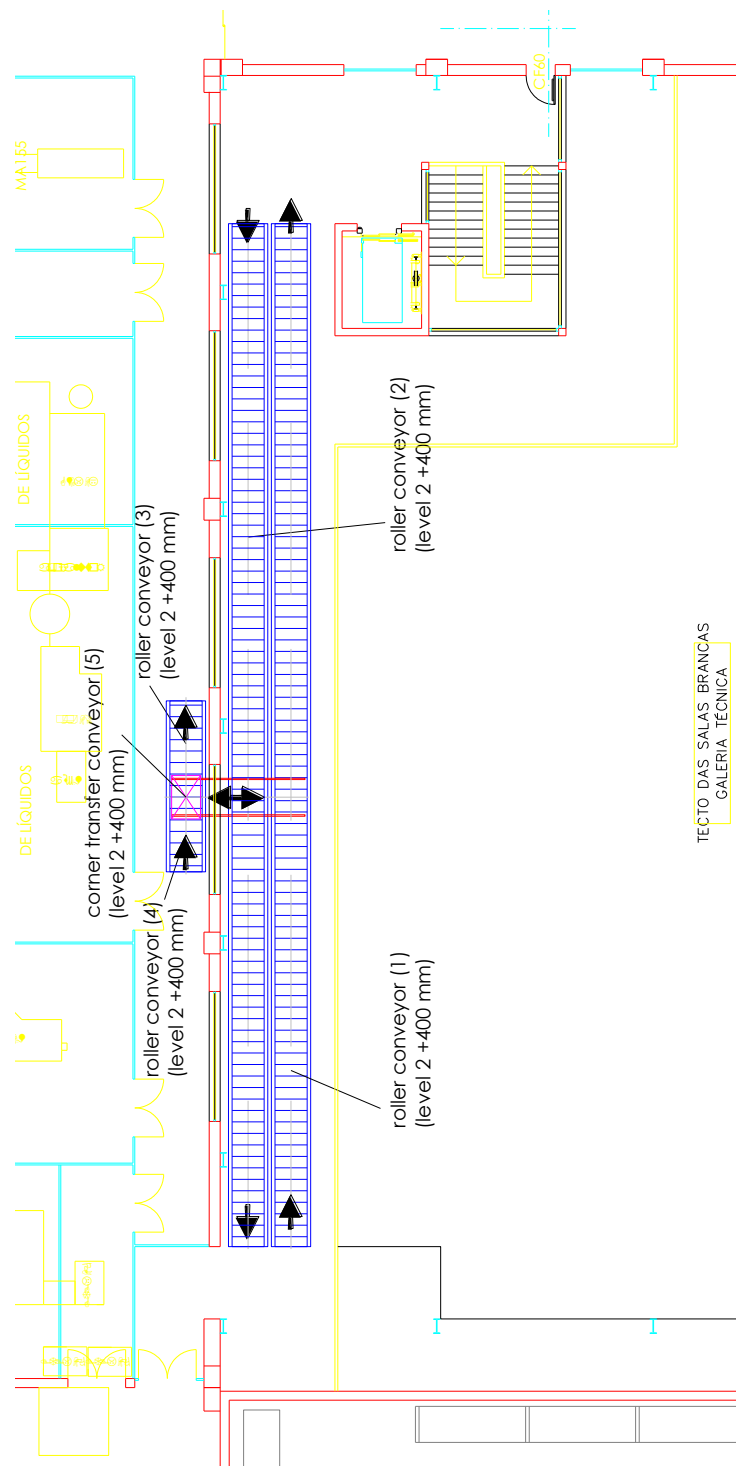 MA155
CF60
DE LÍQUIDOS
DE LÍQUIDOS
corner transfer conveyor (5)
(level 2 +400 mm)
roller conveyor (3)
(level 2 +400 mm)
roller conveyor (2)
(level 2 +400 mm)
roller conveyor (4)
(level 2 +400 mm)
roller conveyor (1)
(level 2 +400 mm)
TECTO DAS SALAS BRANCAS
GALERIA TÉCNICA